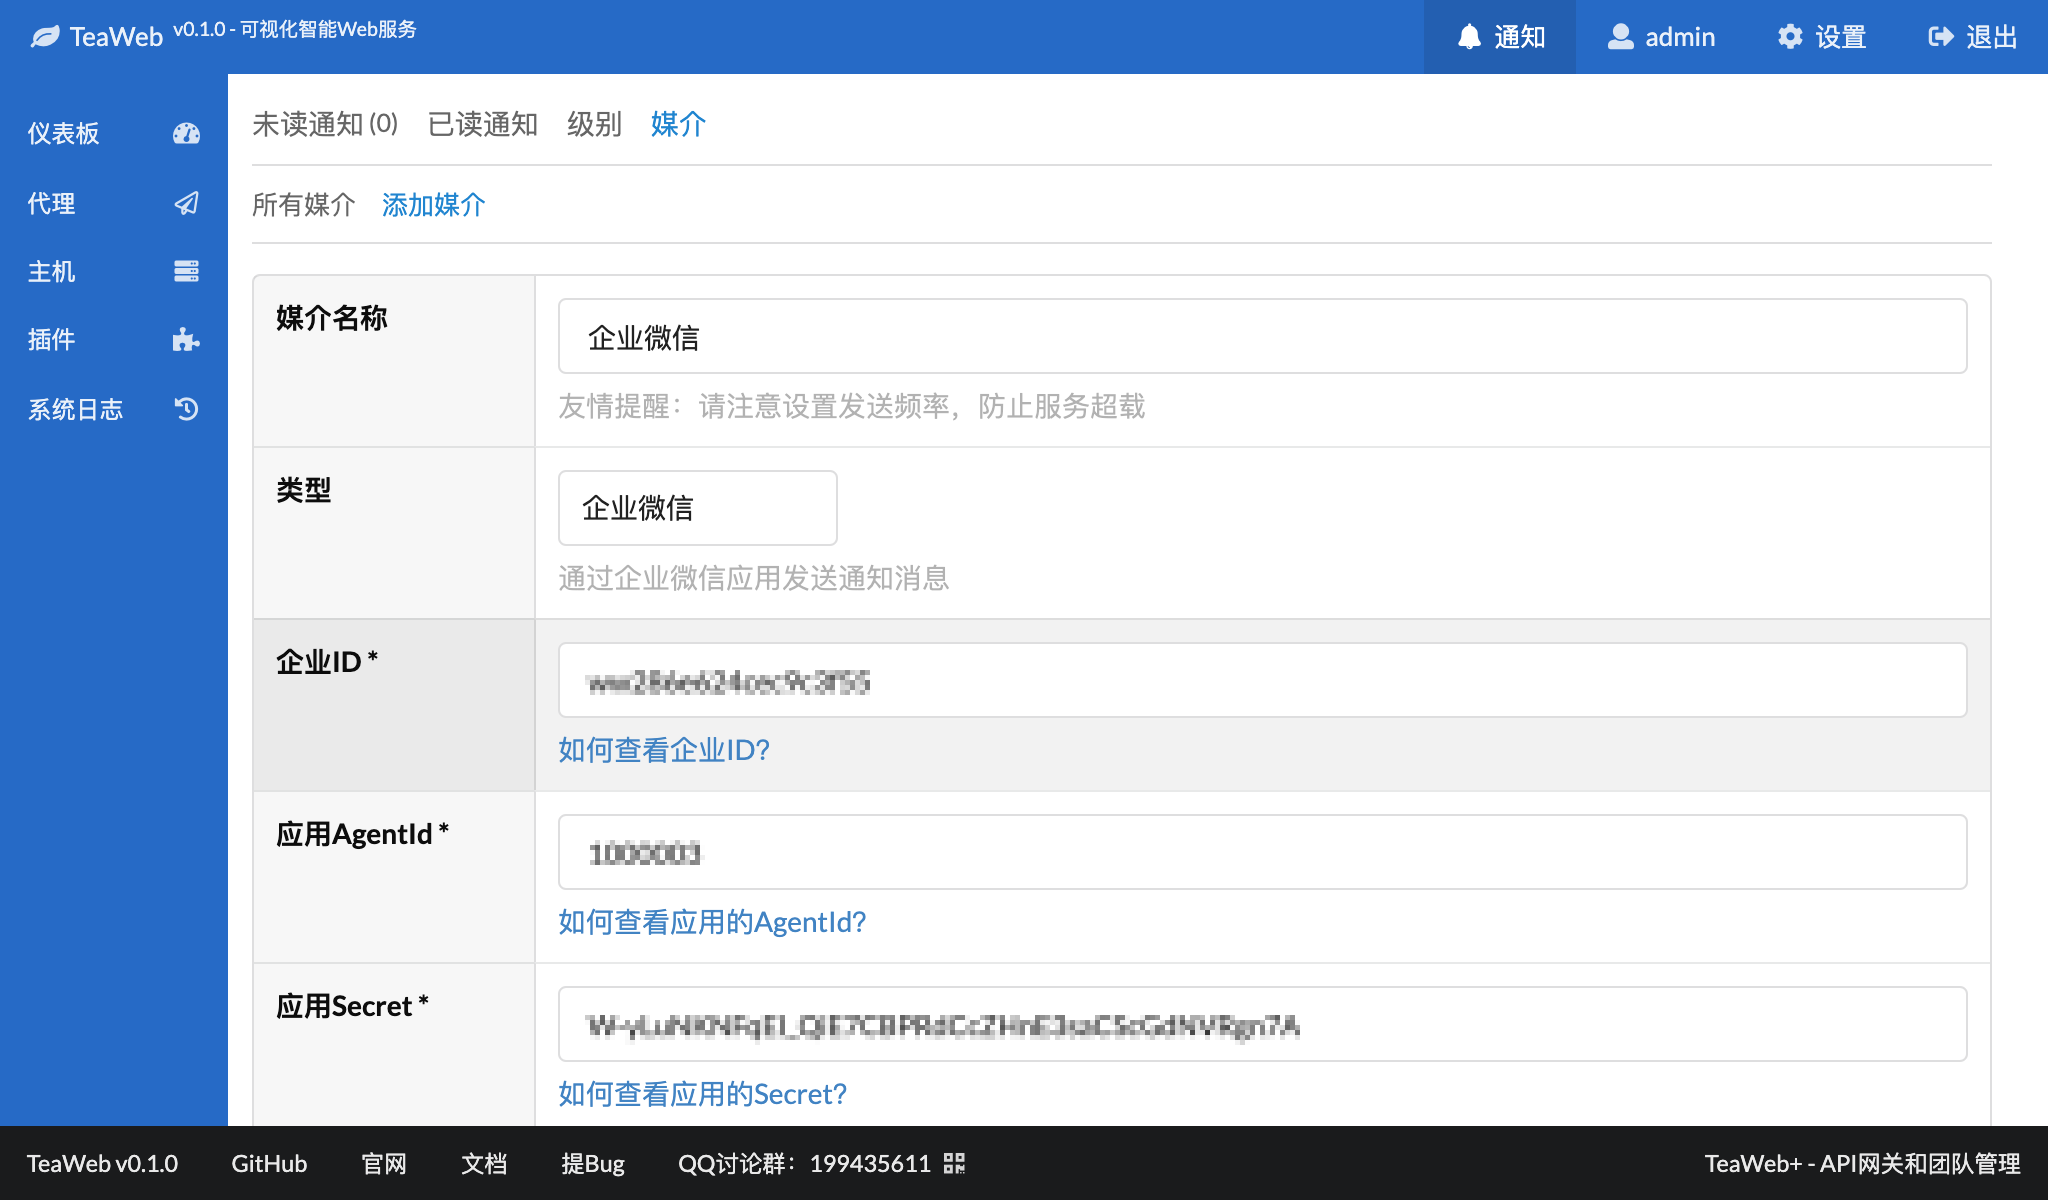 TeaWeb v0.1.0 - 可视化智能Web服务
通知 admin 设置 退出
仪表板
代理
主机
插件
系统日志
未读通知 (0) 已读通知 级别 媒介
所有媒介 添加媒介
媒介名称
企业微信
友情提醒：请注意设置发送频率，防止服务超载
类型
企业微信
通过企业微信应用发送通知消息
企业ID *
如何查看企业ID?
应用AgentId *
如何查看应用的AgentId?
应用Secret *
如何查看应用的Secret?
TeaWeb v0.1.0 GitHub 官网 文档 提Bug QQ讨论群：199435611
TeaWeb+ - API网关和团队管理